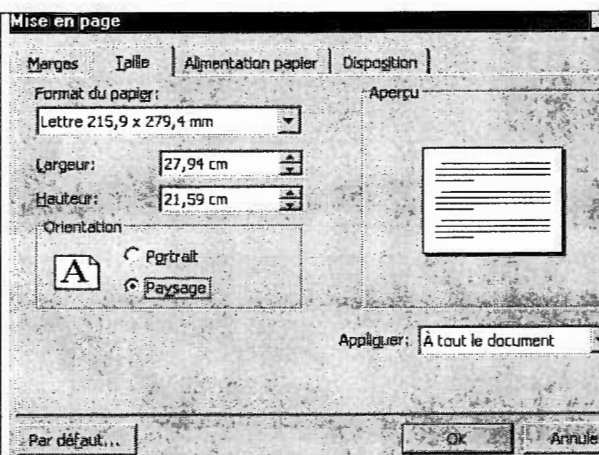 Mise en page
Marges Taille Alimentation papier Disposition
Format du papier:
Lettre 215,9 x 279,4 mm
Largeur: 27,94 cm
Hauteur: 21,59 cm
Orientation
A
Portrait
Paysage
Aperçu
Appliquer: À tout le document
Par défaut... OK Annule